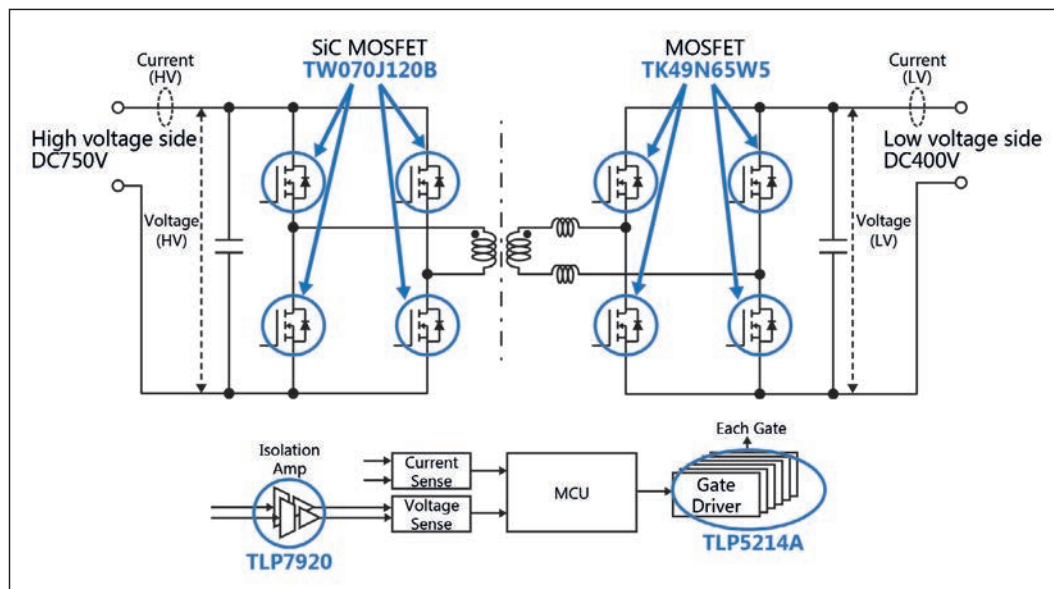 SiC MOSFET
TW070J120B
MOSFET
TK49N65W5
Current
(HV)
Current
(LV)
High voltage side
DC750V
Low voltage side
DC400V
Voltage
(HV)
Voltage
(LV)
Each Gate
Isolation
Amp
Current
Sense
Voltage
Sense
MCU
Gate
Driver
TLP7920
TLP5214A